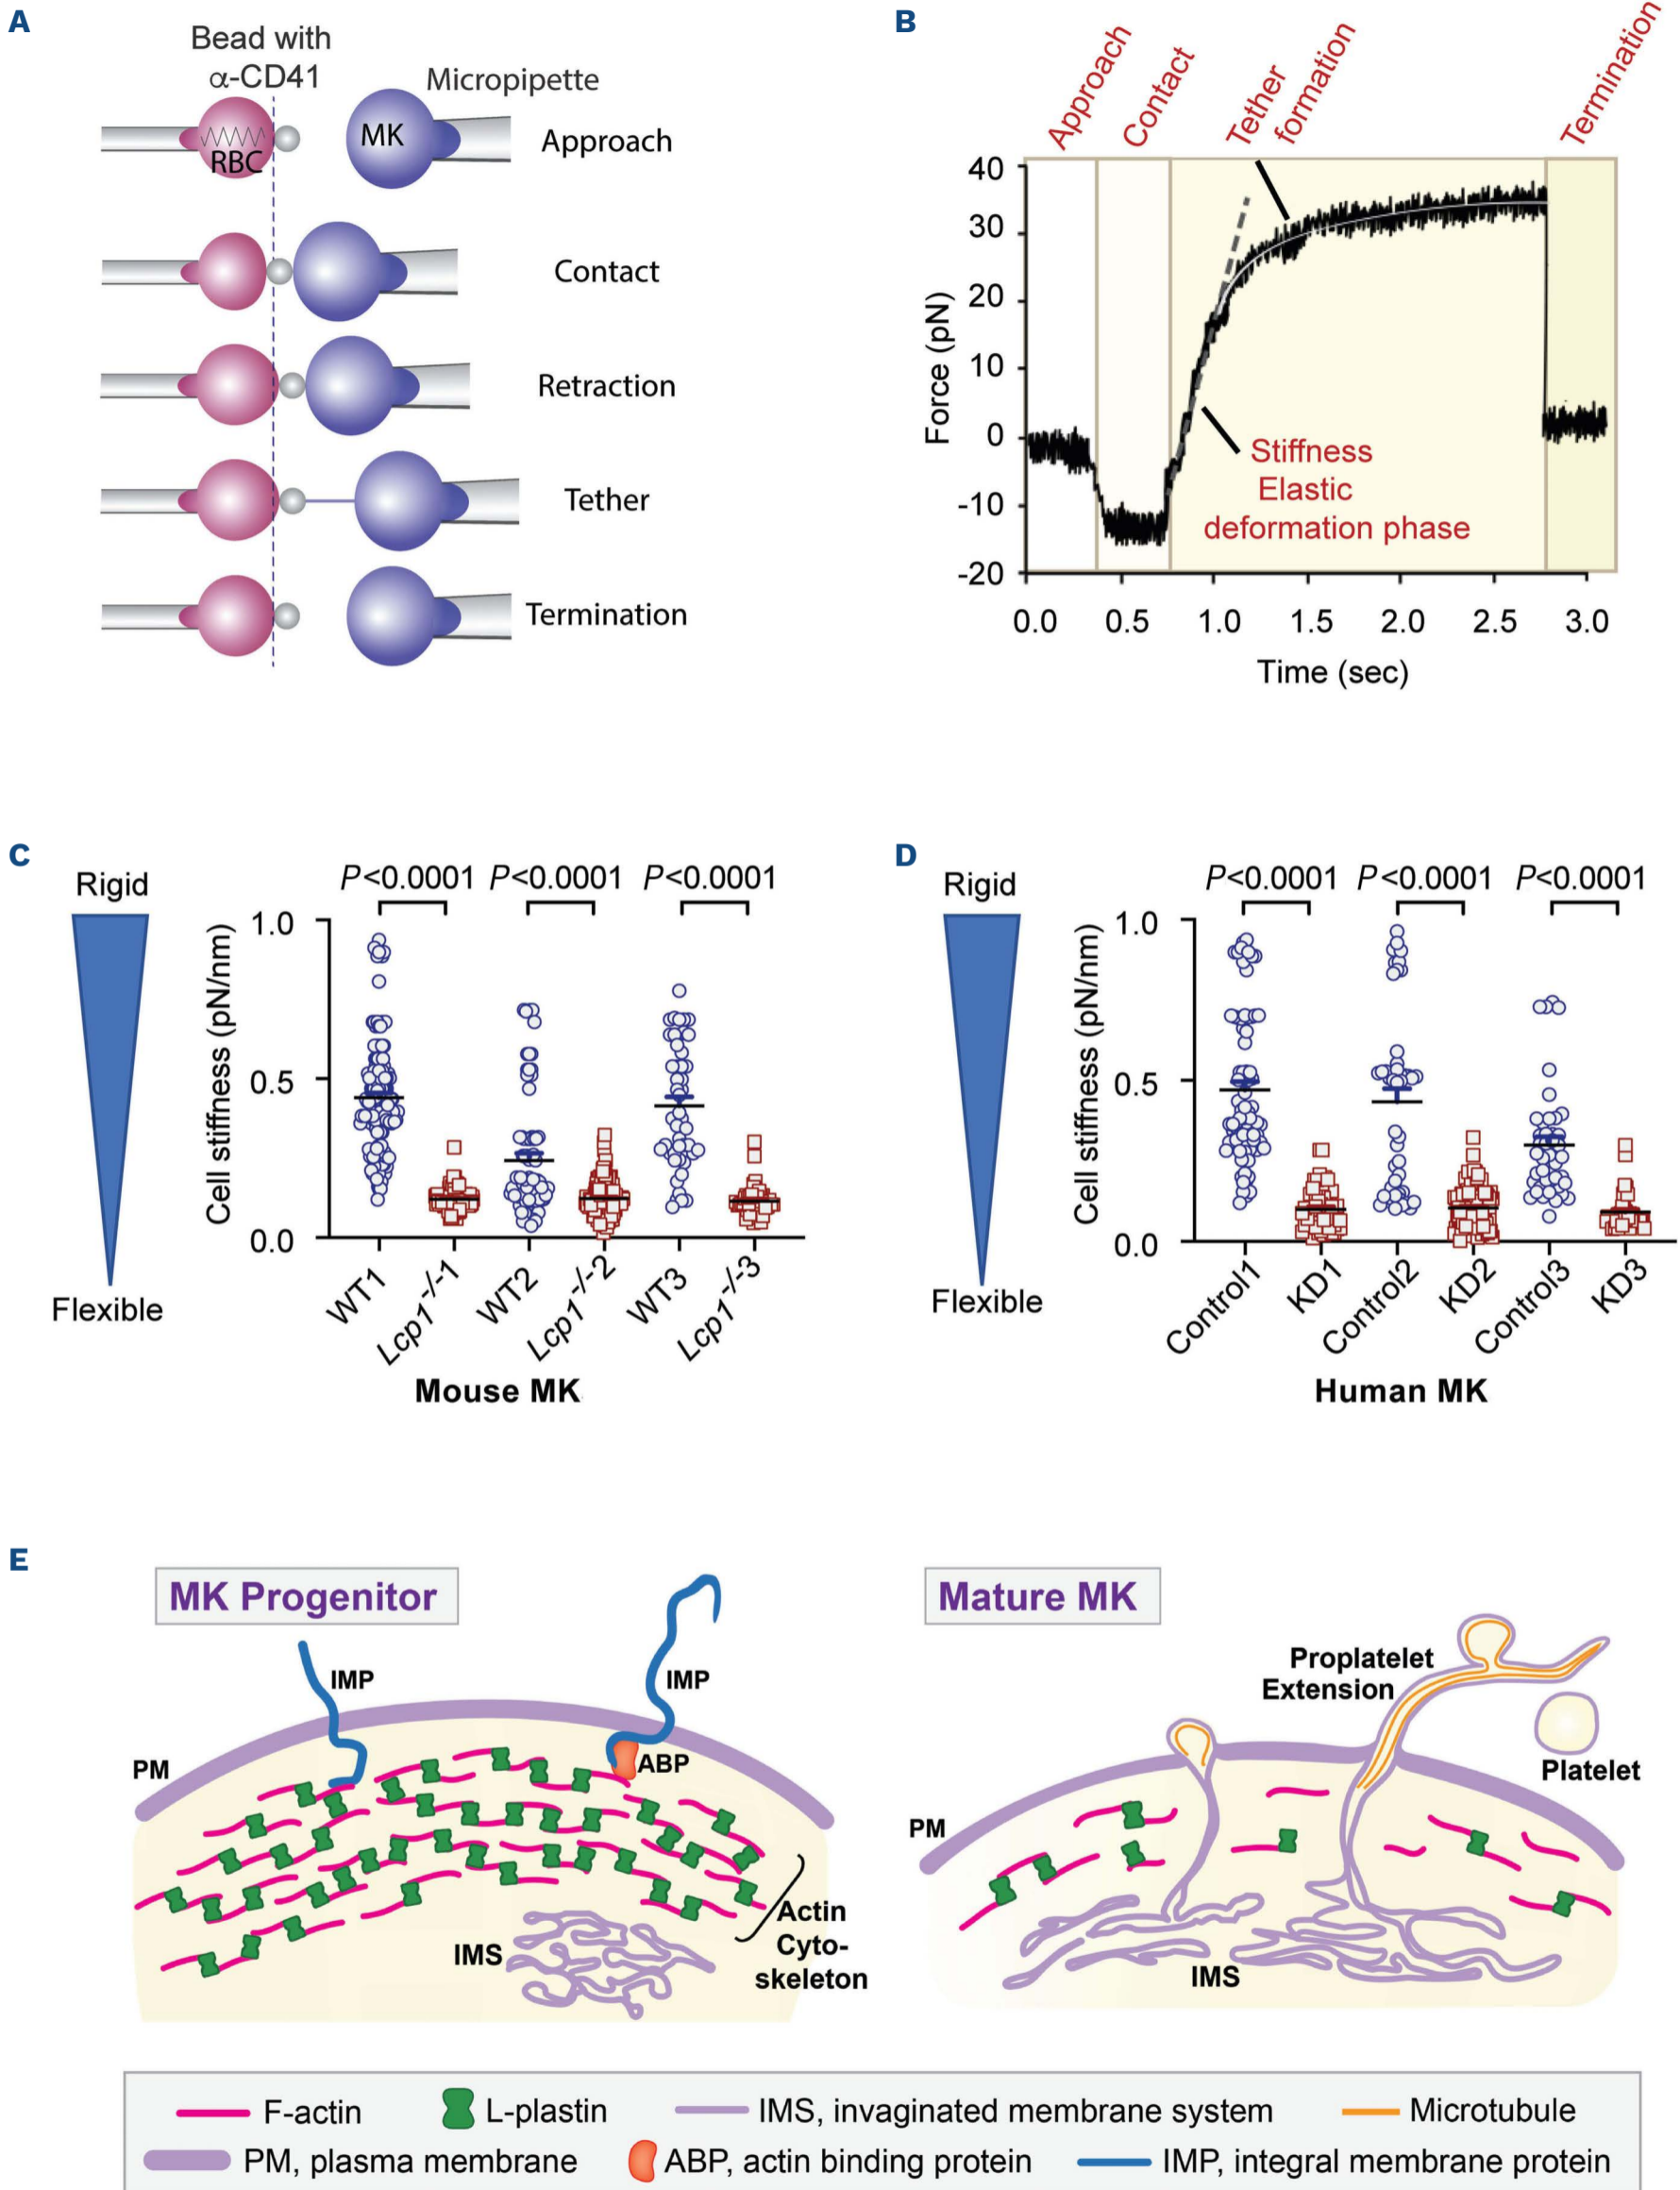 A
Bead with
α-CD41
Micropipette
RBC
MK
Approach
Contact
Retraction
Tether
Termination
B
Approach
Contact
Tether
formation
Termination
Force (pN)
40
30
20
10
0
-10
-20
Stiffness
Elastic
deformation phase
0.0 0.5 1.0 1.5 2.0 2.5 3.0
Time (sec)
C
Rigid
Flexible
P<0.0001 P<0.0001 P<0.0001
Cell stiffness (pN/nm)
1.0
0.5
0.0
WT1
Lcp1-/-1
WT2
Lcp1-/-2
WT3
Lcp1-/-3
Mouse MK
D
Rigid
Flexible
P<0.0001 P<0.0001 P<0.0001
Cell stiffness (pN/nm)
1.0
0.5
0.0
Control1
KD1
Control2
KD2
Control3
KD3
Human MK
E
MK Progenitor
IMP
IMP
PM
ABP
IMS
Actin
Cyto-
skeleton
Mature MK
Proplatelet
Extension
Platelet
PM
IMS
F-actin L-plastin IMS, invaginated membrane system Microtubule
PM, plasma membrane ABP, actin binding protein IMP, integral membrane protein